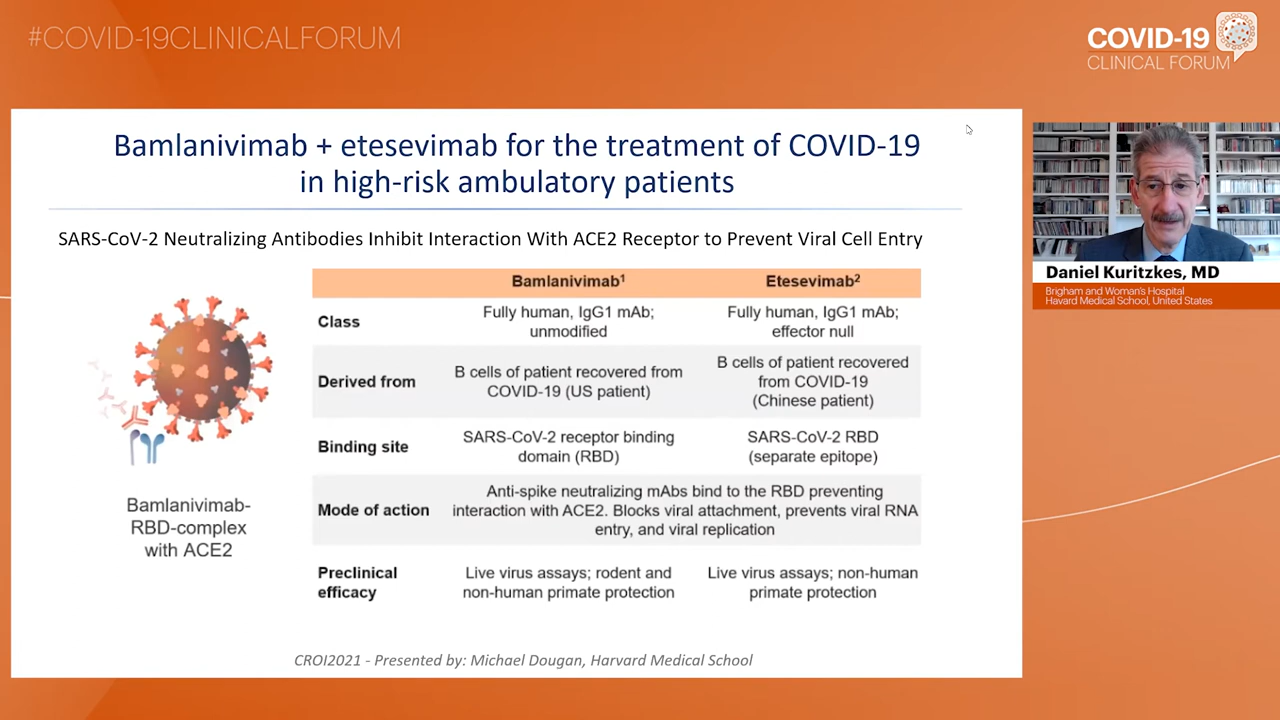 #COVID-19CLINICALFORUM
COVID-19
CLINICAL FORUM
Bamlanivimab + etesevimab for the treatment of COVID-19
in high-risk ambulatory patients
SARS-CoV-2 Neutralizing Antibodies Inhibit Interaction With ACE2 Receptor to Prevent Viral Cell Entry
Bamlanivimab-
RBD-complex
with ACE2
Bamlanivimab¹ Etesevimab²
Class
Fully human, IgG1 mAb;
unmodified
Fully human, IgG1 mAb;
effector null
Derived from
B cells of patient recovered from
COVID-19 (US patient)
B cells of patient recovered
from COVID-19
(Chinese patient)
Binding site
SARS-CoV-2 receptor binding
domain (RBD)
SARS-CoV-2 RBD
(separate epitope)
Mode of action
Anti-spike neutralizing mAbs bind to the RBD preventing
interaction with ACE2. Blocks viral attachment, prevents viral RNA
entry, and viral replication
Preclinical
efficacy
Live virus assays; rodent and
non-human primate protection
Live virus assays; non-human
primate protection
CROI2021 - Presented by: Michael Dougan, Harvard Medical School
Daniel Kuritzkes, MD
Brigham and Woman's Hospital
Havard Medical School, United States